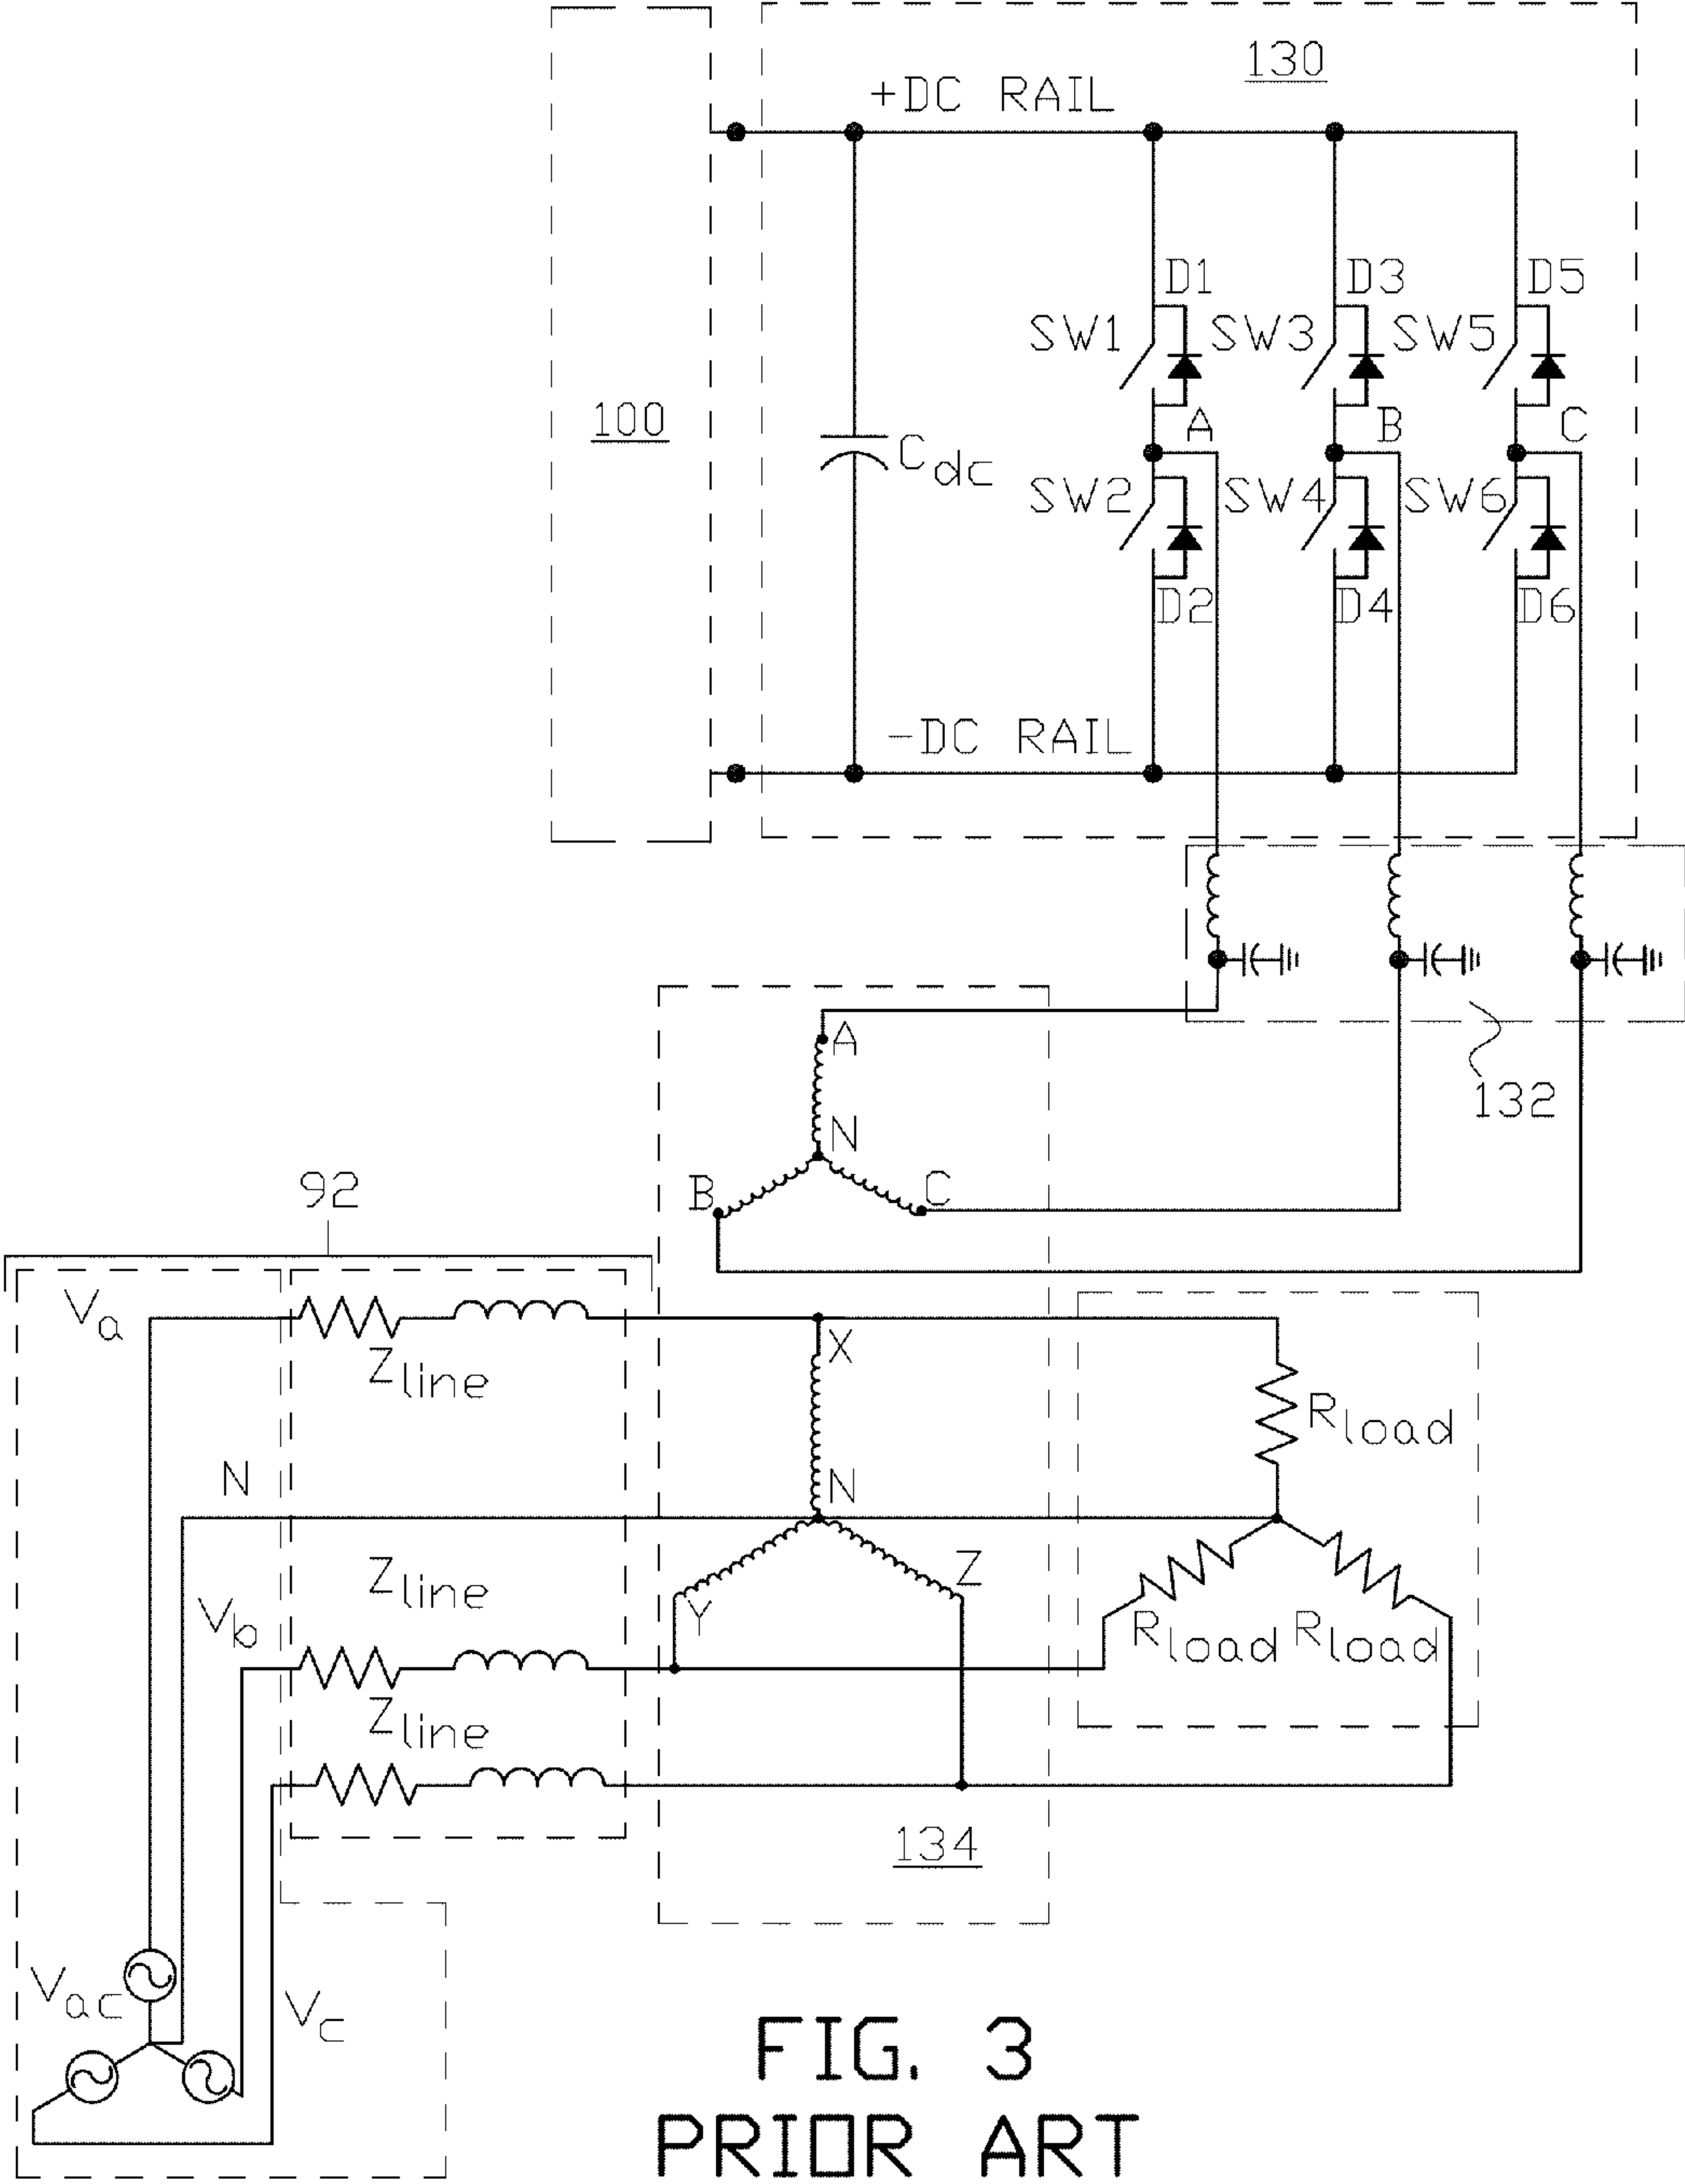 130
+DC RAIL
D1 D3 D5
SW1 SW3 SW5
100
A B C
Cdc
SW2 SW4 SW6
D2 D4 D6
-DC RAIL
A
132
N
92
B C
Va
X
Zline
Rload
N
N
Zline
Z
Vb
Y
Rload Rload
Zline
134
Vac
Vc
FIG. 3
PRIOR ART